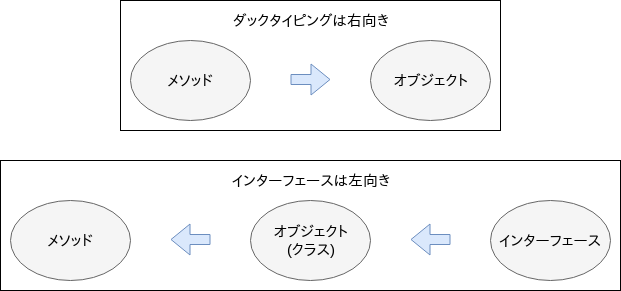 ダックタイピングは右向き
メソッド
オブジェクト
インターフェースは左向き
メソッド
オブジェクト
(クラス)
インターフェース